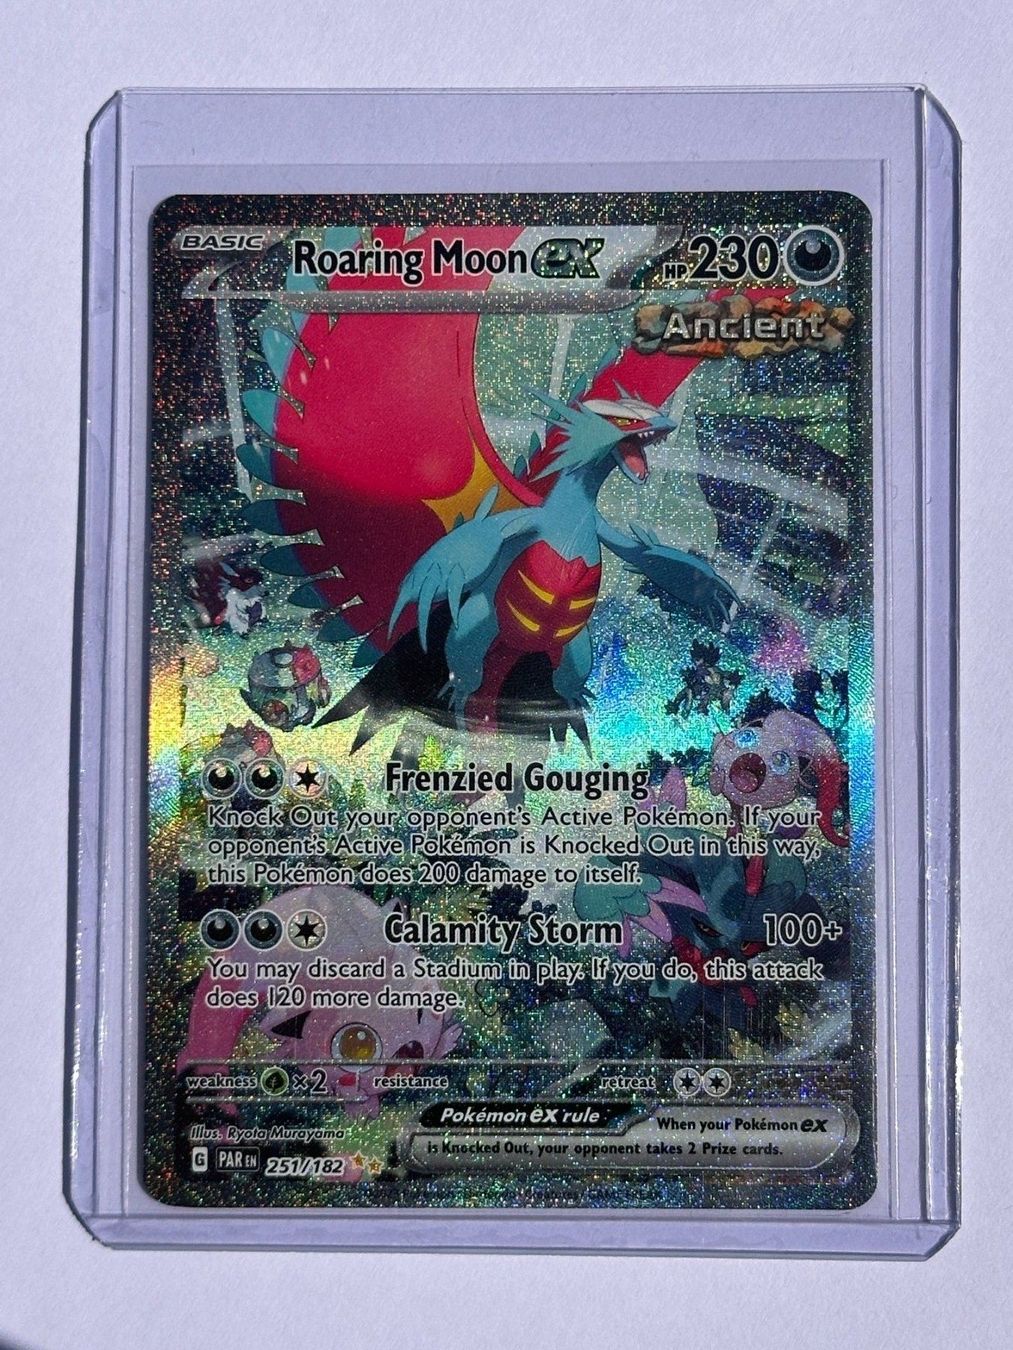 BASIC Roaring Moon ex HP 230
Ancient
Frenzied Gouging
Knock Out your opponent's Active Pokémon. If your
opponent's Active Pokémon is Knocked Out in this way,
this Pokémon does 200 damage to itself.
Calamity Storm 100+
You may discard a Stadium in play. If you do, this attack
does 120 more damage.
weakness ×2 resistance retreat
Pokémon ex rule When your Pokémon ex
is Knocked Out, your opponent takes 2 Prize cards.
Illus. Ryota Murayama
G PAR EN 251/182